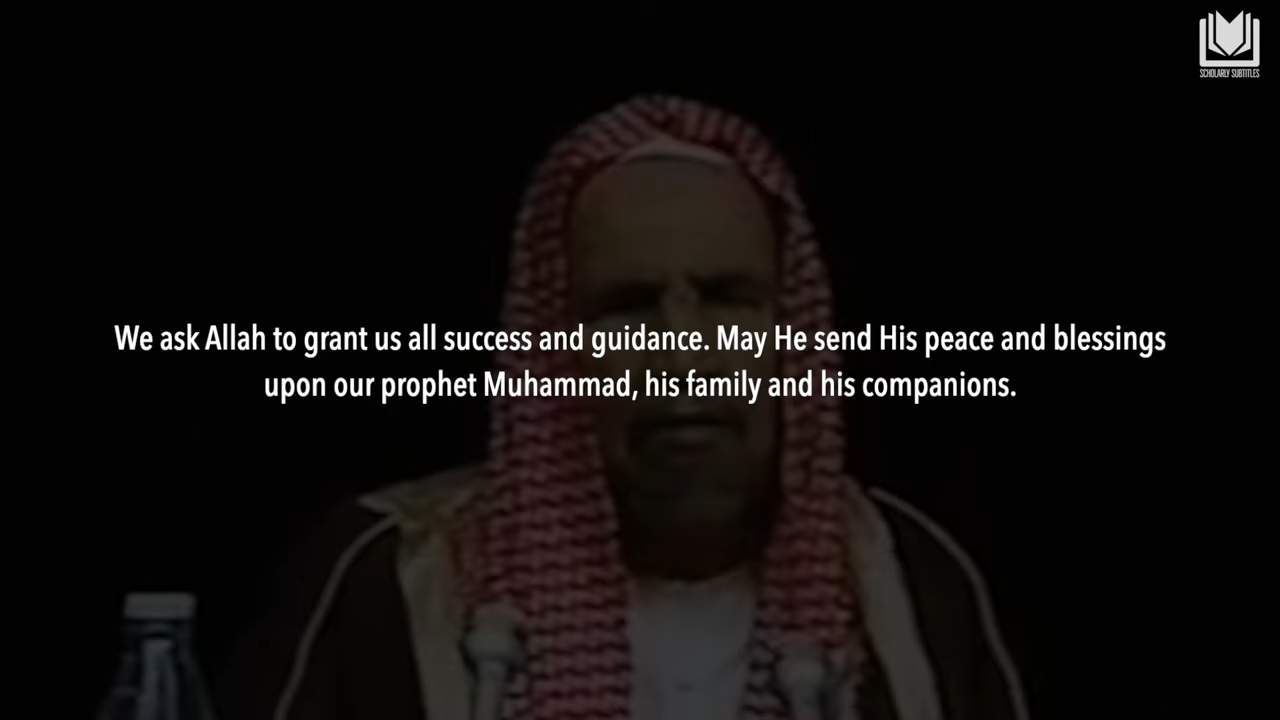 SCHOLARLY SUBTITLES
We ask Allah to grant us all success and guidance. May He send His peace and blessings
upon our prophet Muhammad, his family and his companions.